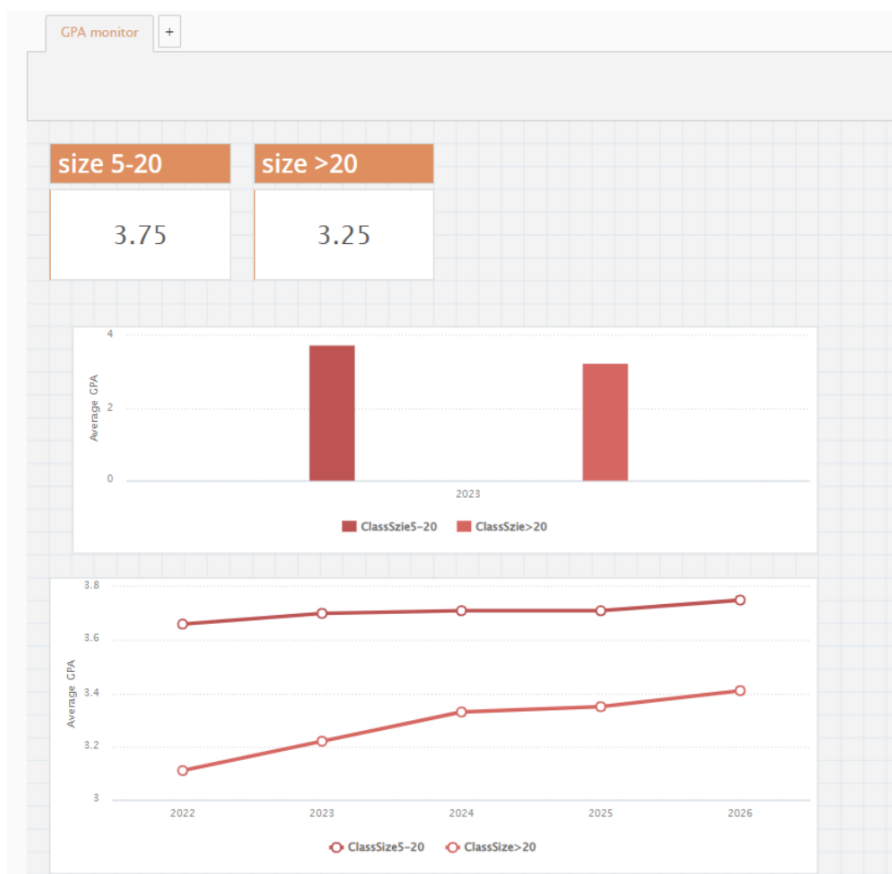 GPA monitor +
size 5-20 size >20
3.75 3.25
4
2
0
Average GPA
2023
ClassSzie5-20 ClassSzie>20
3.8
3.6
3.4
3.2
3
Average GPA
2022 2023 2024 2025 2026
ClassSize5-20 ClassSize>20